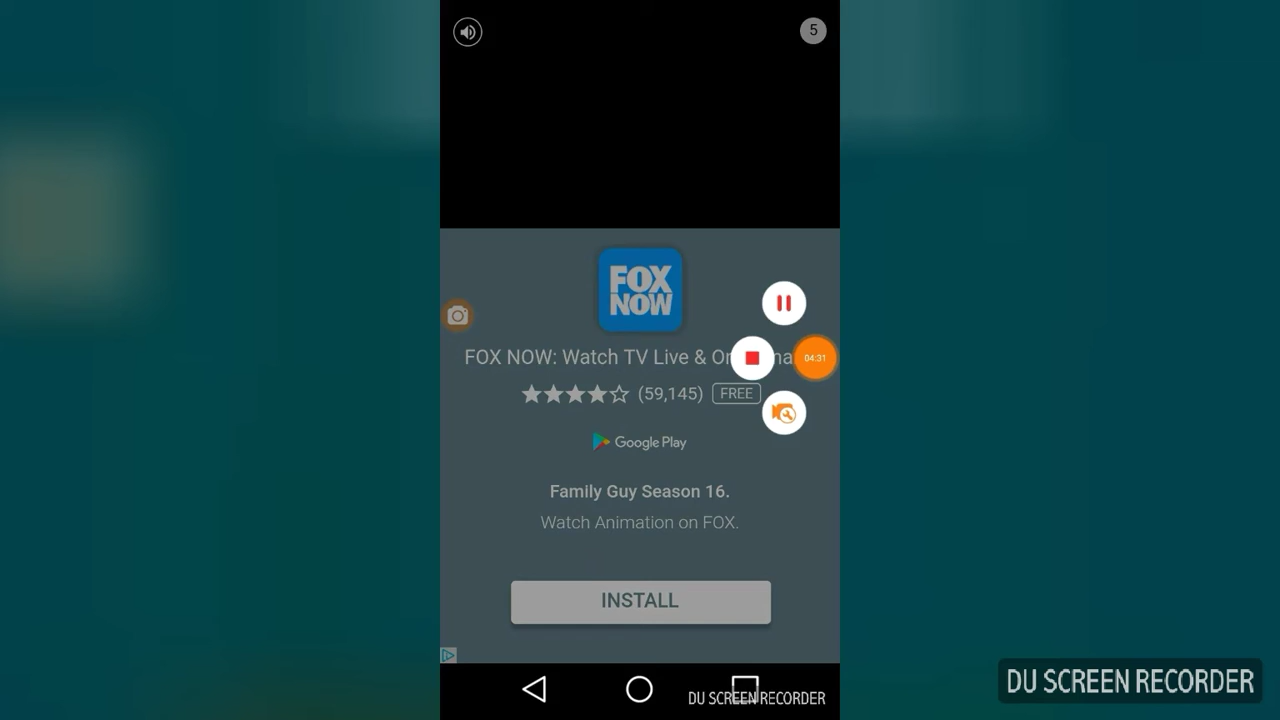 5
FOX
NOW
FOX NOW: Watch TV Live & On
04:31
(59,145) FREE
Google Play
Family Guy Season 16.
Watch Animation on FOX.
INSTALL
DU SCREEN RECORDER
DU SCREEN RECORDER